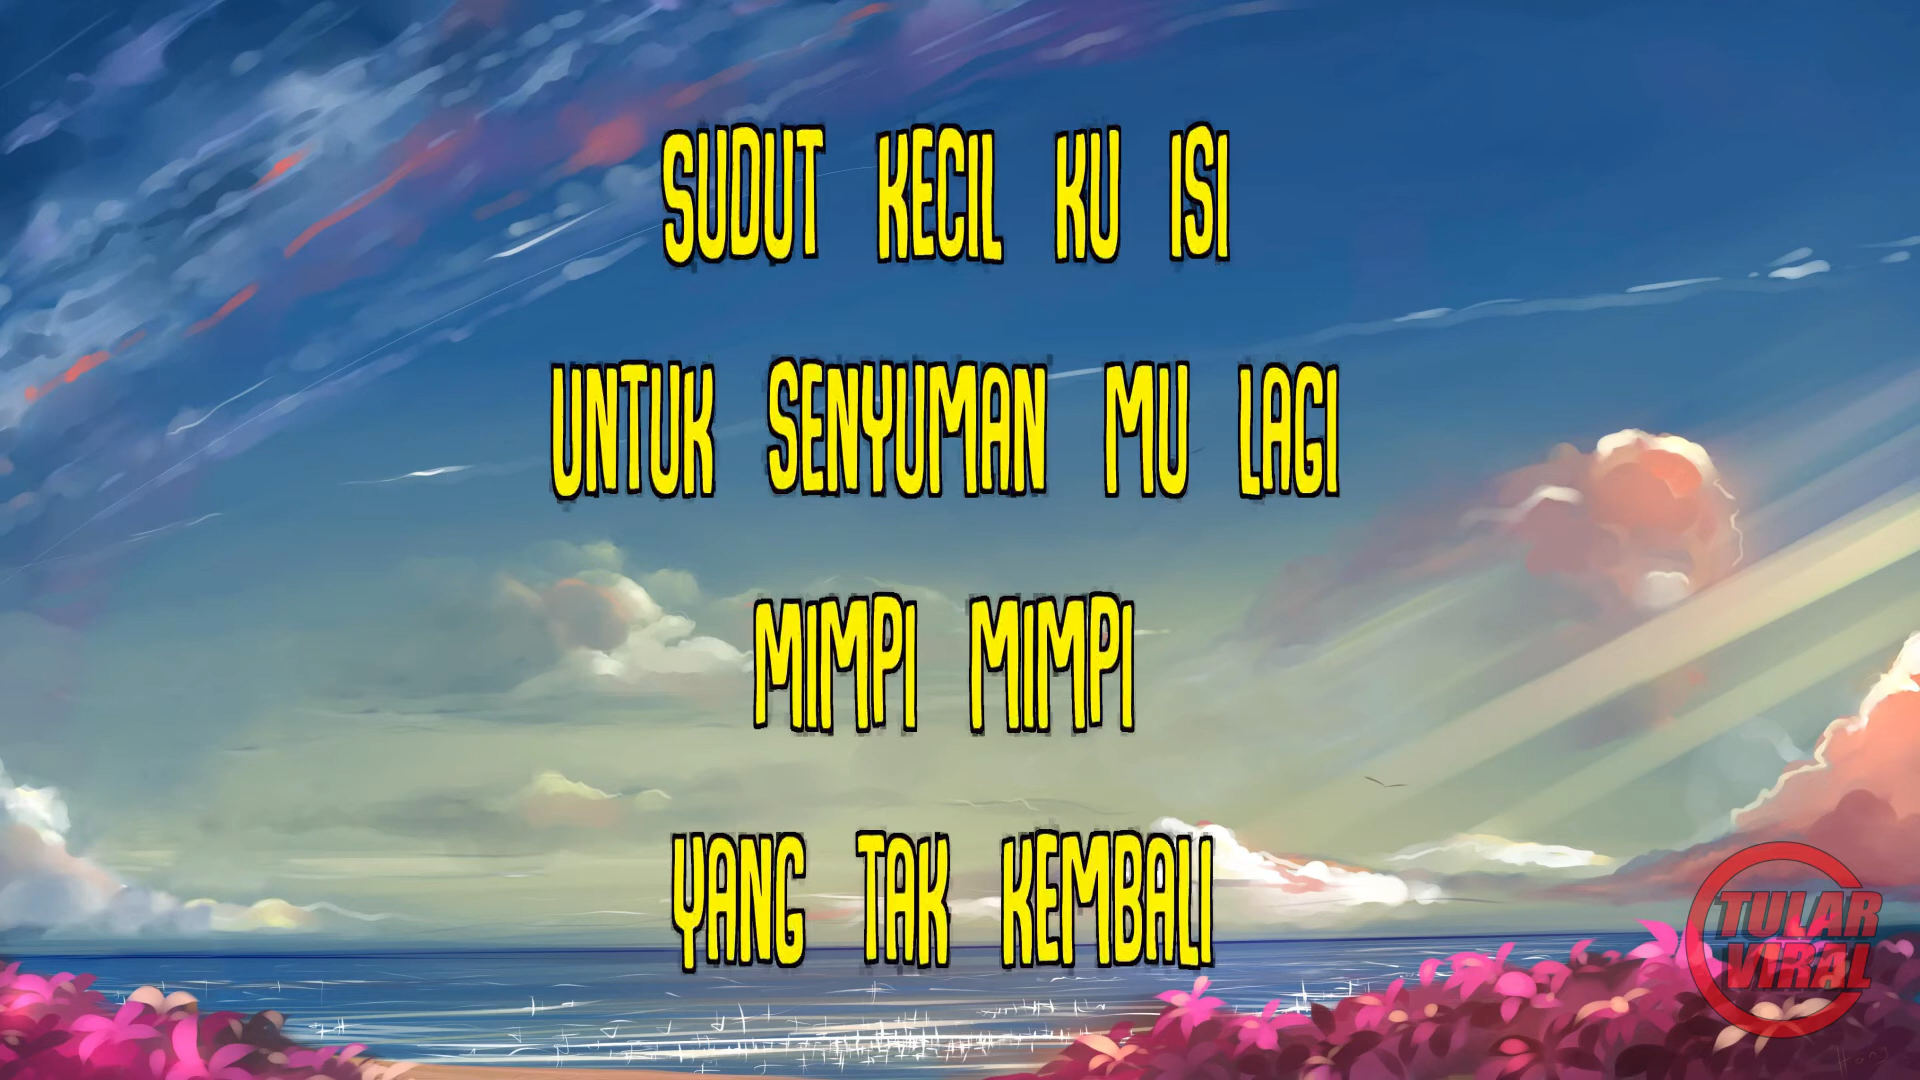 SUDUT KECIL KU ISI
UNTUK SENYUMAN MU LAGI
MIMPI MIMPI
YANG TAK KEMBALI
TULAR
VIRAL